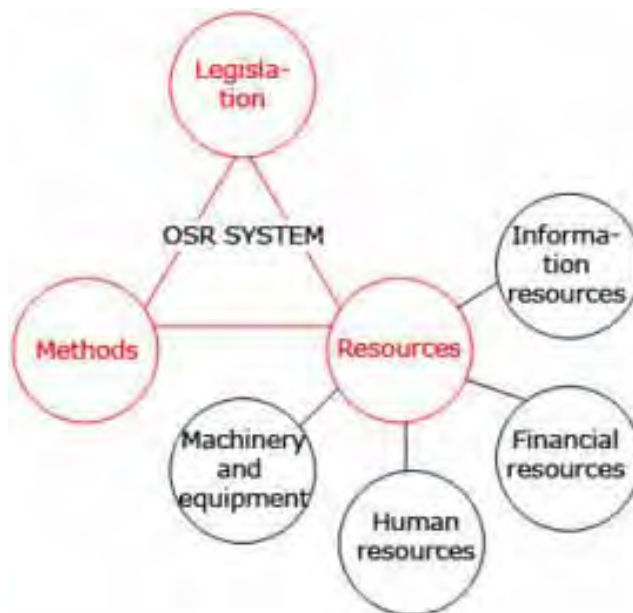 Legisla-
tion
OSR SYSTEM
Informa-
tion
resources
Methods
Resources
Machinery
and
equipment
Financial
resources
Human
resources